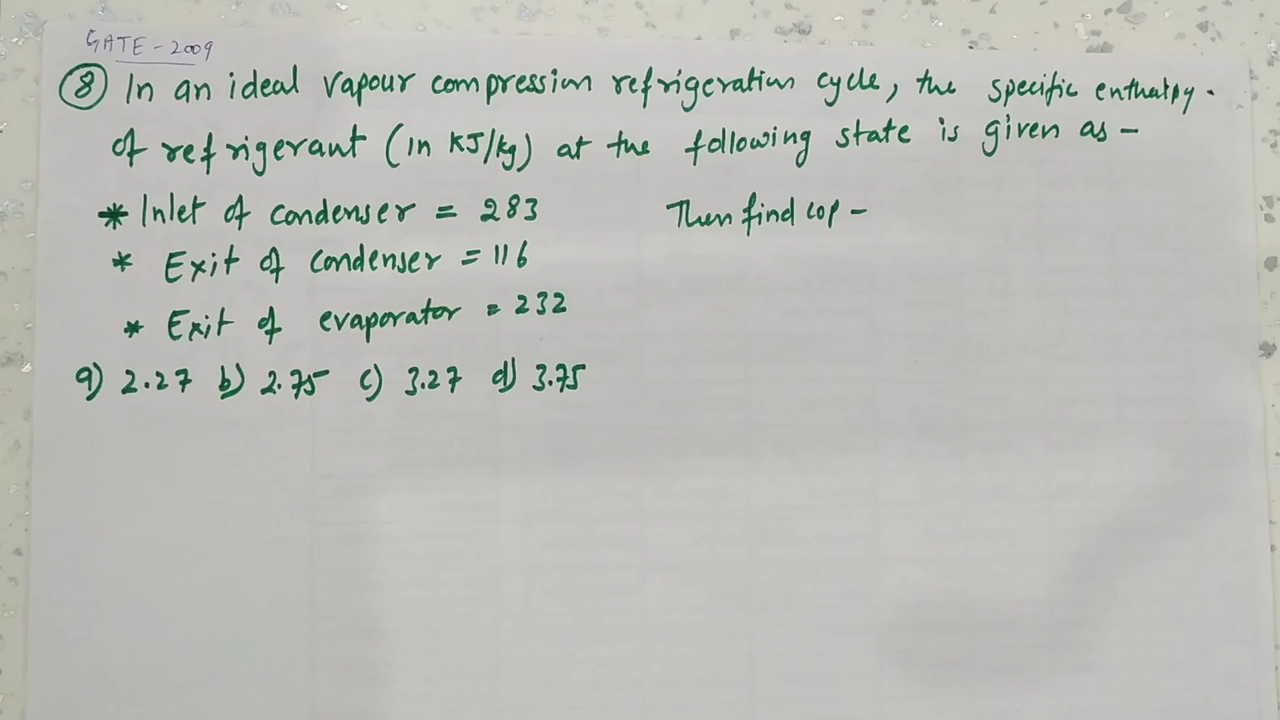 GATE - 2009
⑧ In an ideal vapour compression refrigeration cycle, the specific enthalpy.
of refrigerant (in KJ/kg) at the following state is given as -
* Inlet of condenser = 283 Then find cop -
* Exit of condenser = 116
* Exit of evaporator = 232
a) 2.27 b) 2.75 c) 3.27 d) 3.75